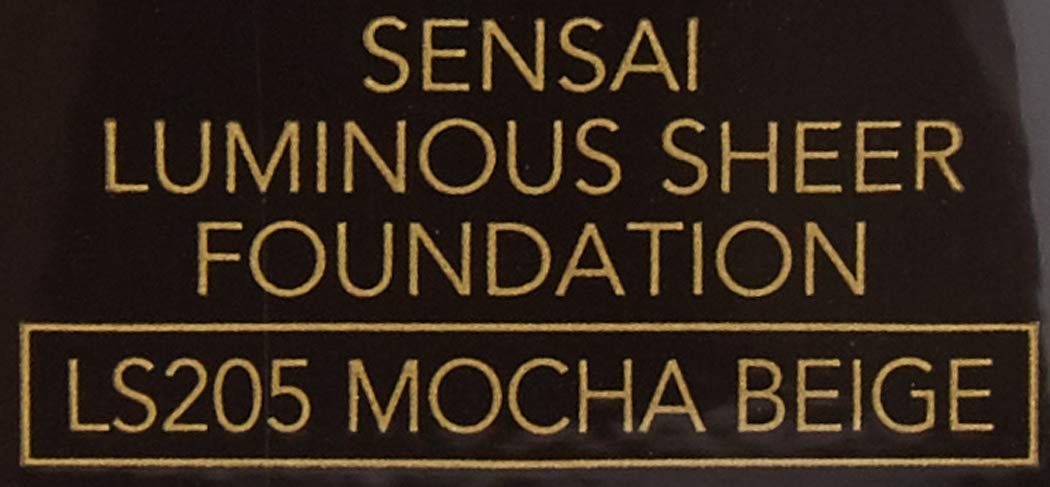 SENSAI
LUMINOUS SHEER
FOUNDATION
LS205 MOCHA BEIGE